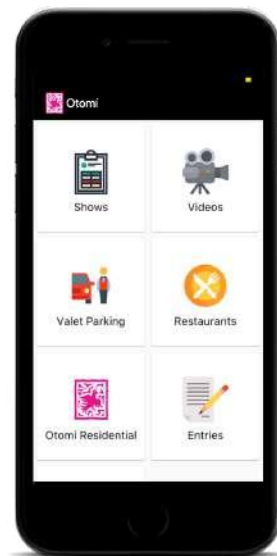 Otomi
Shows
Videos
Valet Parking
Restaurants
Otomi Residential
Entries